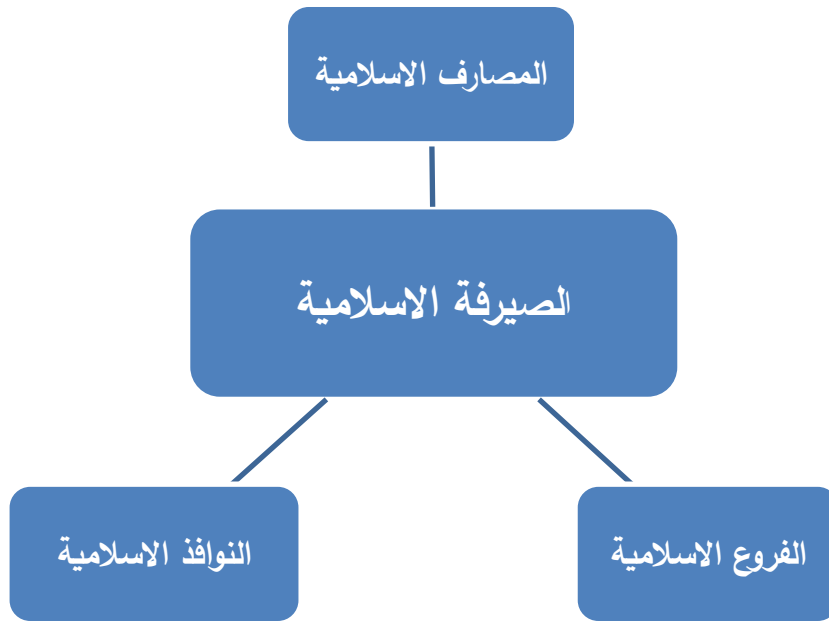 المصارف الاسلامية
الصيرفة الاسلامية
الفروع الاسلامية
النوافذ الاسلامية